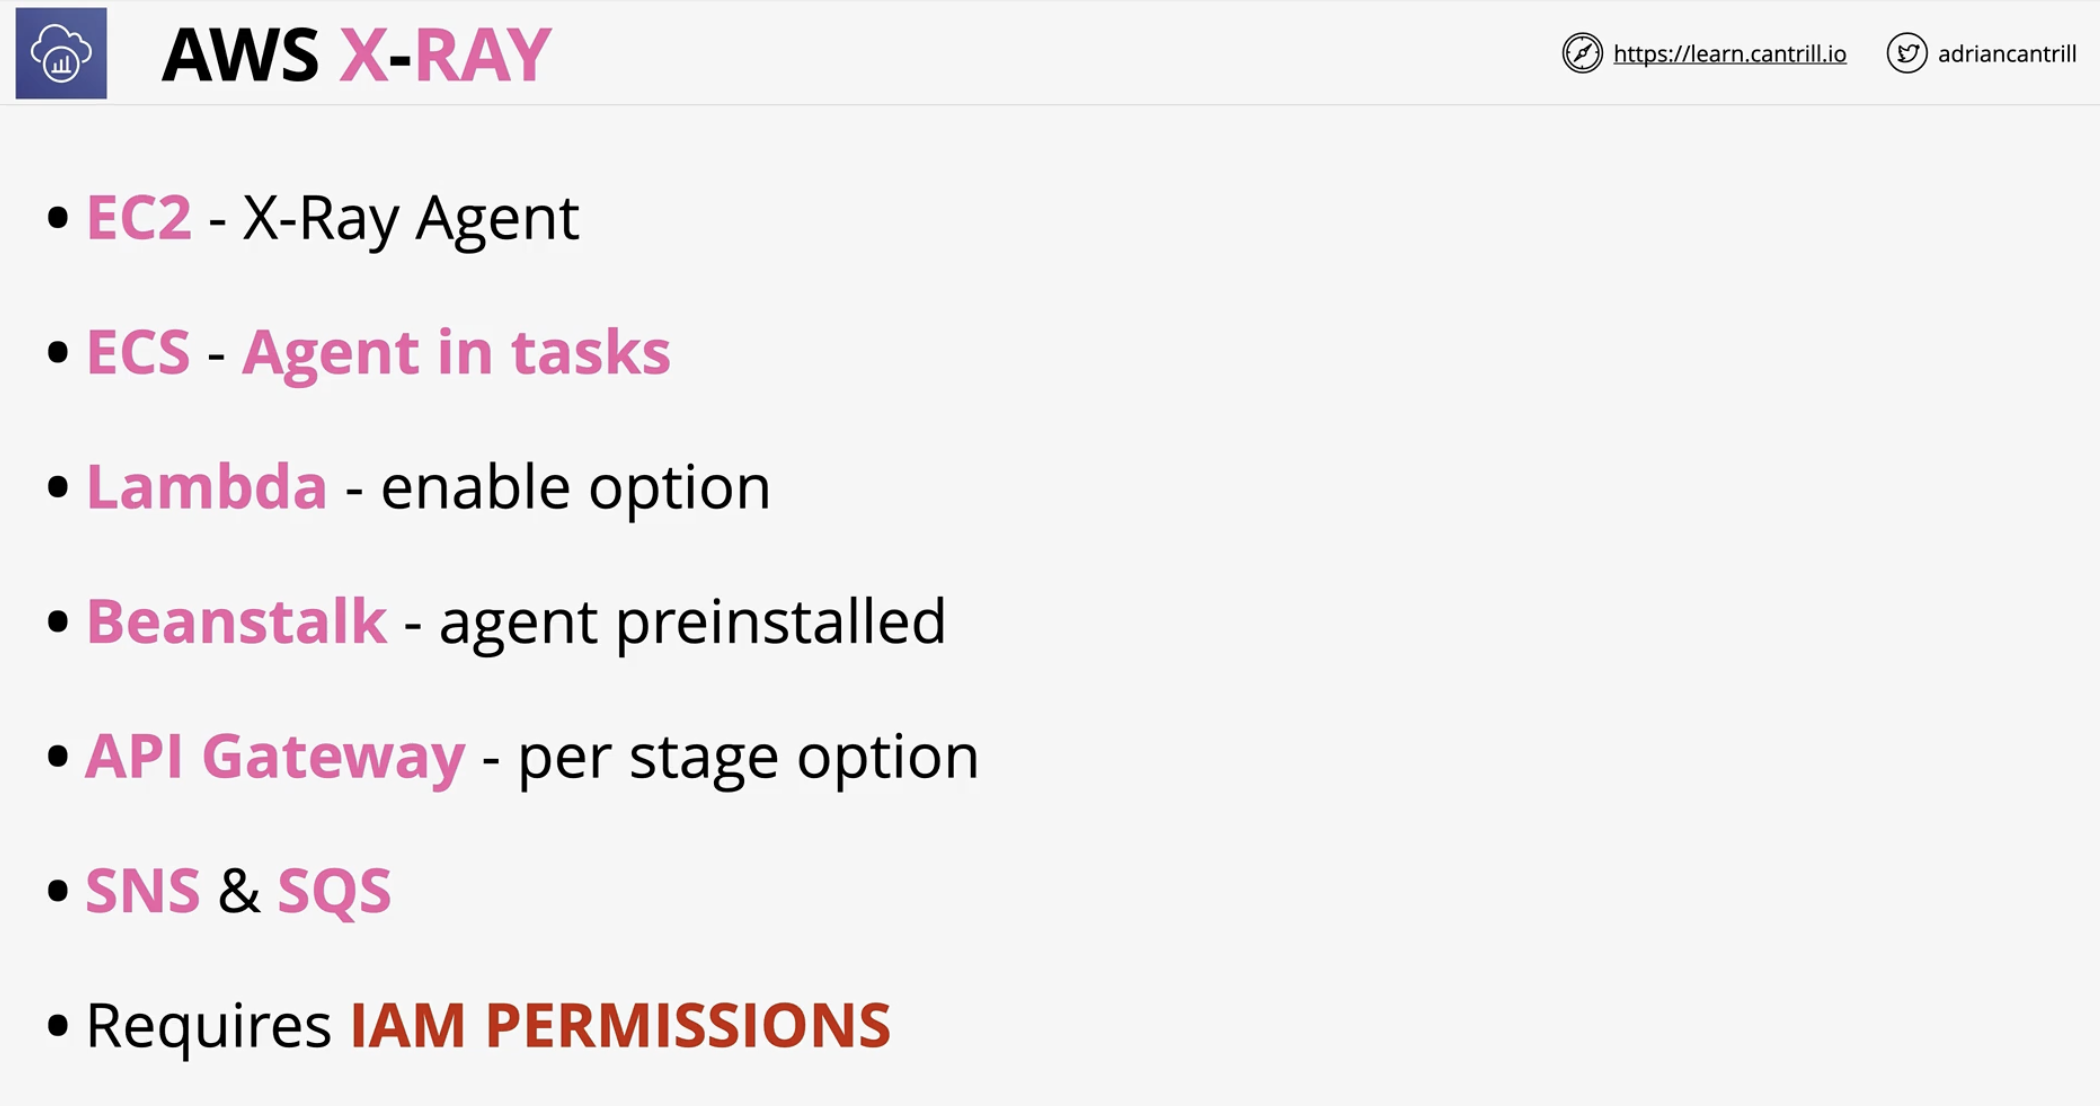 AWS X-RAY
https://learn.cantrill.io
adriancantrill
• EC2 - X-Ray Agent
• ECS - Agent in tasks
• Lambda - enable option
• Beanstalk - agent preinstalled
• API Gateway - per stage option
• SNS & SQS
• Requires IAM PERMISSIONS